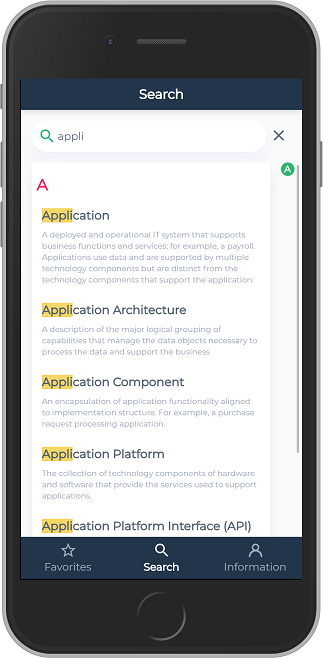 Search
appli
A
A
Application
A deployed and operational IT system that supports
business functions and services; for example, a payroll.
Applications use data and are supported by multiple
technology components but are distinct from the
technology components that support the application.
Application Architecture
A description of the major logical grouping of
capabilities that manage the data objects necessary to
process the data and support the business
Application Component
An encapsulation of application functionality aligned
to implementation structure. For example, a purchase
request processing application.
Application Platform
The collection of technology components of hardware
and software that provide the services used to support
applications.
Application Platform Interface (API)
Favorites
Search
Information